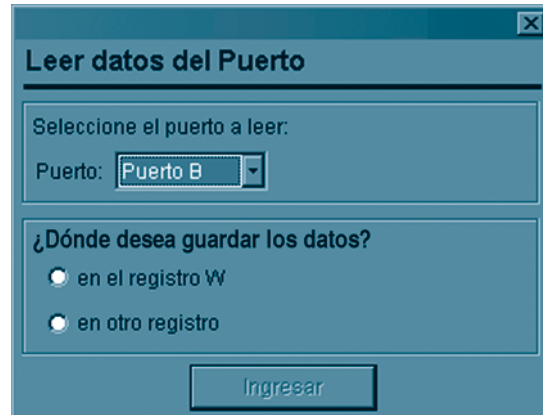 Leer datos del Puerto
Seleccione el puerto a leer:
Puerto: Puerto B
¿Dónde desea guardar los datos?
en el registro W
en otro registro
Ingresar